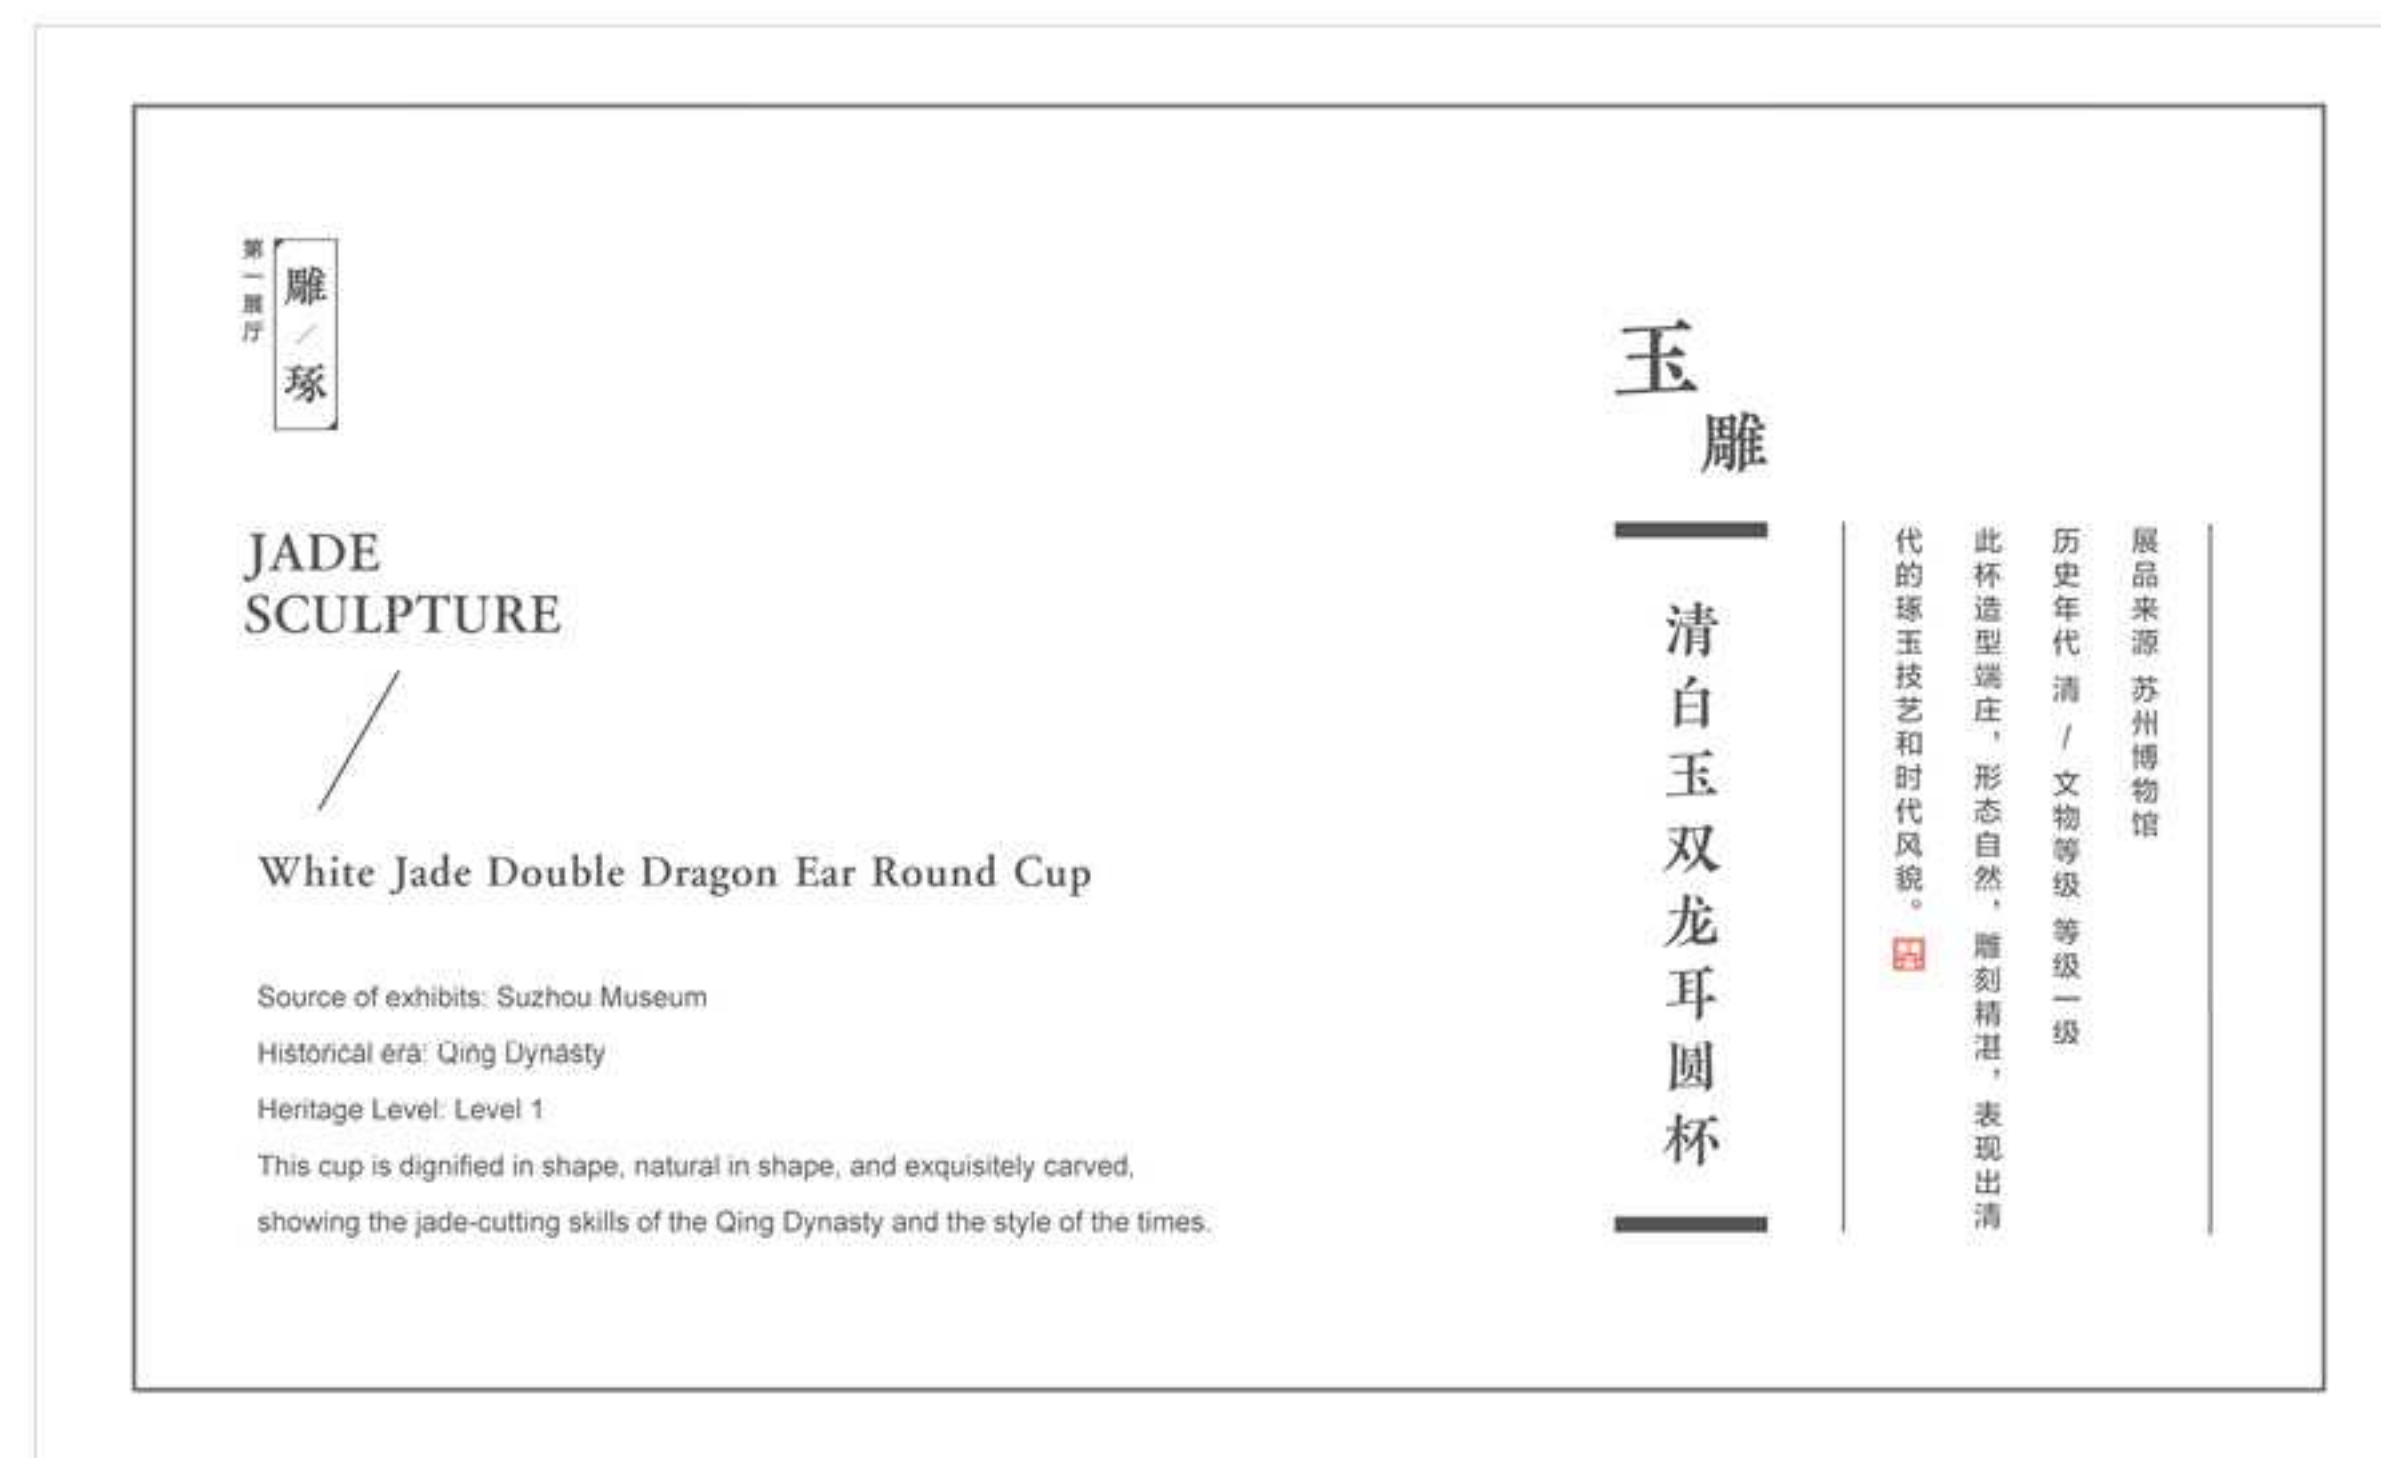 第一展厅
雕/琢
JADE
SCULPTURE
White Jade Double Dragon Ear Round Cup
Source of exhibits: Suzhou Museum
Historical era: Qing Dynasty
Heritage Level: Level 1
This cup is dignified in shape, natural in shape, and exquisitely carved,
showing the jade-cutting skills of the Qing Dynasty and the style of the times.
玉雕
清白玉双龙耳圆杯
展品来源 苏州博物馆
历史年代 清 / 文物等级 等级一级
此杯造型端庄，形态自然，雕刻精湛，表现出清
代的琢玉技艺和时代风貌。